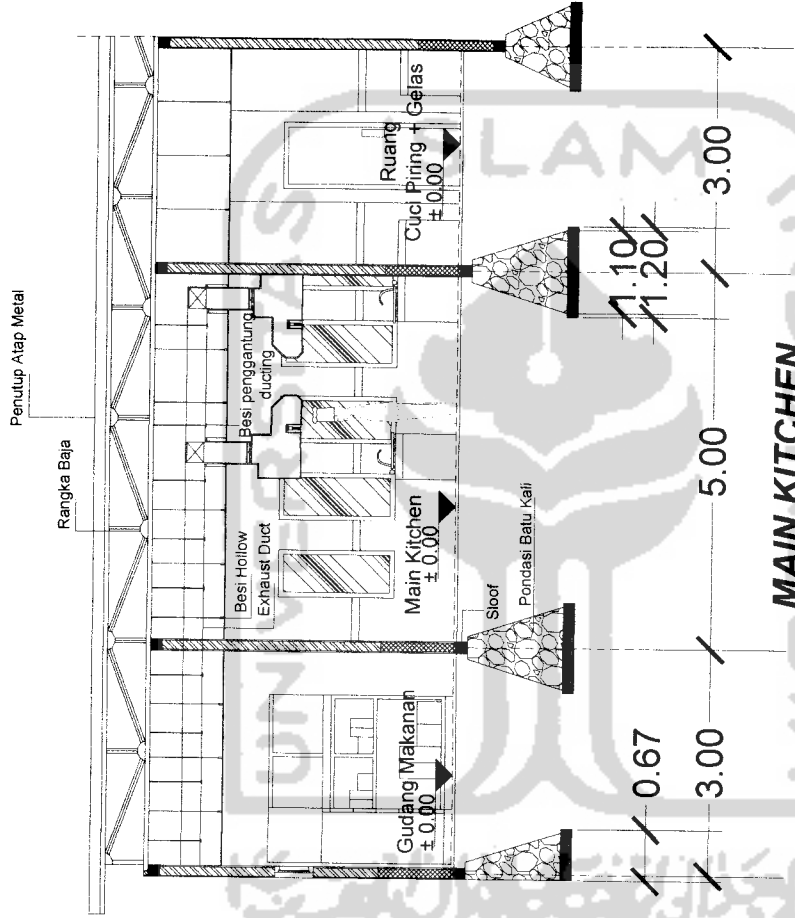 Penutup Atap Metal
Rangka Baja
Besi Hollow
Exhaust Duct
Besi penggantung
ducting
Gudang Makanan
± 0.00
Main Kitchen
± 0.00
Ruang
Cuci Piring + Gelas
± 0.00
Sloof
Pondasi Batu Kali
0.67
1.10
1.20
3.00
5.00
3.00
MAIN KITCHEN
UNIVERSITAS
ISLAM